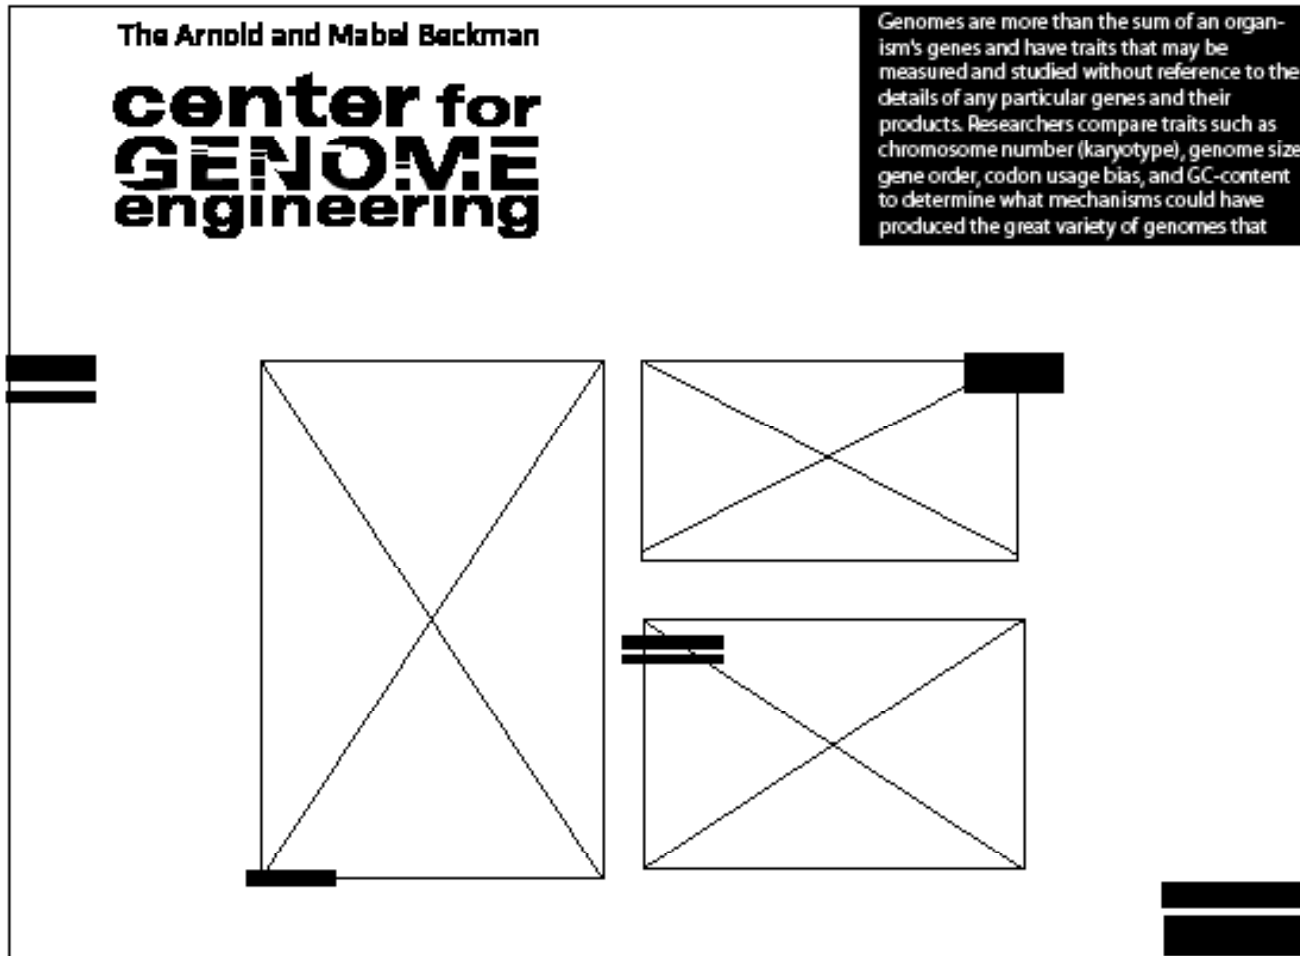 The Arnold and Mabel Beckman
center for
GENOME
engineering
Genomes are more than the sum of an organ-
ism's genes and have traits that may be
measured and studied without reference to the
details of any particular genes and their
products. Researchers compare traits such as
chromosome number (karyotype), genome size
gene order, codon usage bias, and GC-content
to determine what mechanisms could have
produced the great variety of genomes that